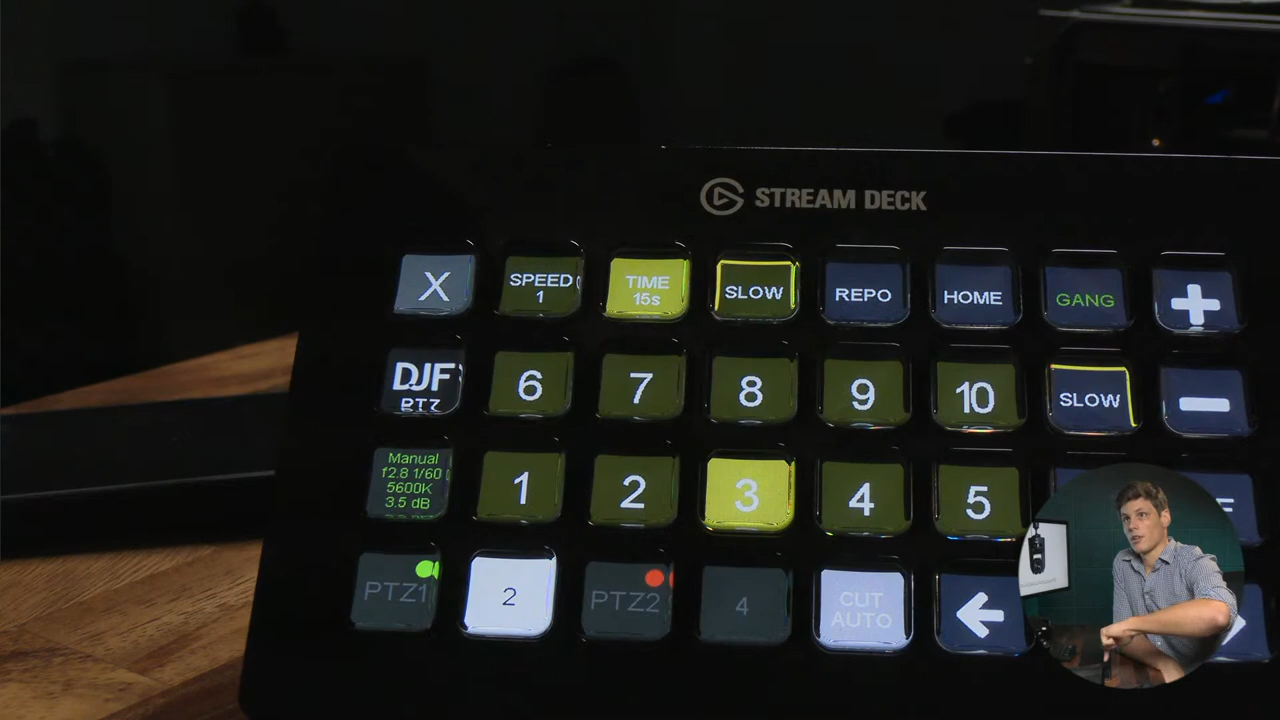 STREAM DECK
X
SPEED
1
TIME
15s
SLOW
REPO
HOME
GANG
+
DJF
PTZ
6
7
8
9
10
SLOW
-
Manual
f2.8 1/60
5600K
3.5 dB
1
2
3
4
5
PTZ1
2
PTZ2
4
CUT
AUTO